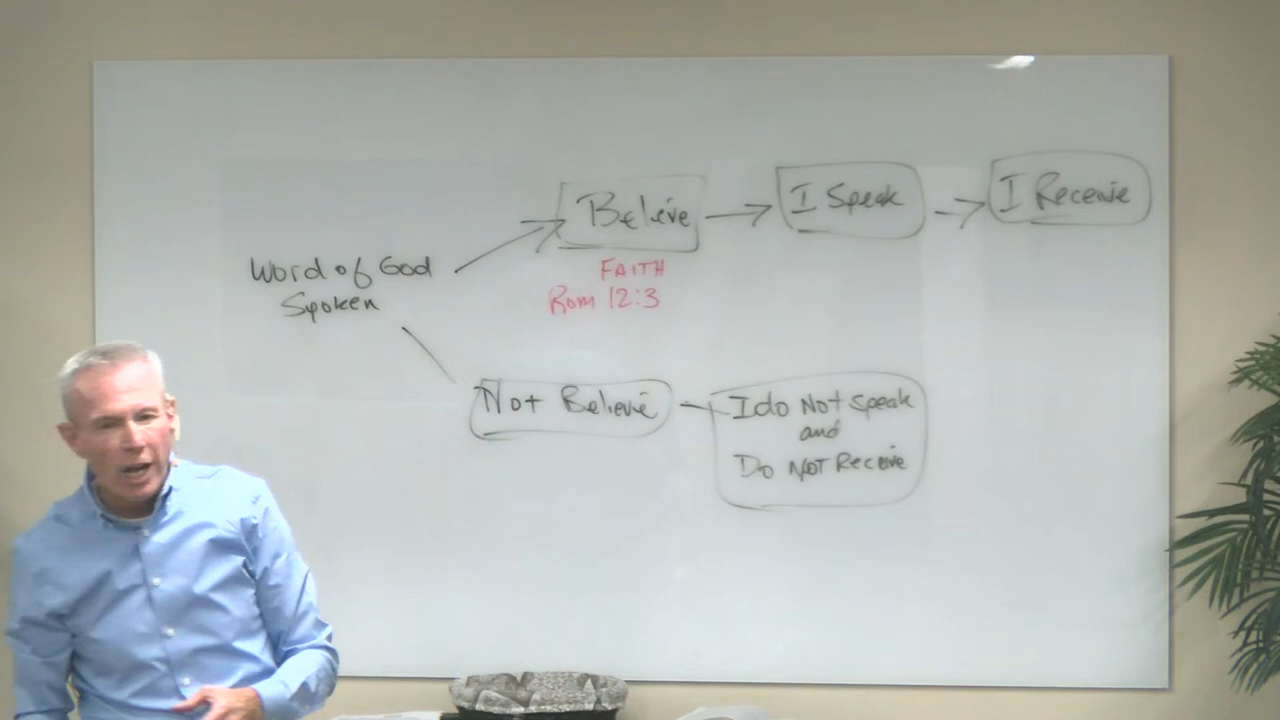 Word of God
Spoken
Believe
I Speak
I Receive
FAITH
Rom 12:3
Not Believe
I do Not Speak
and
Do NOT Receive